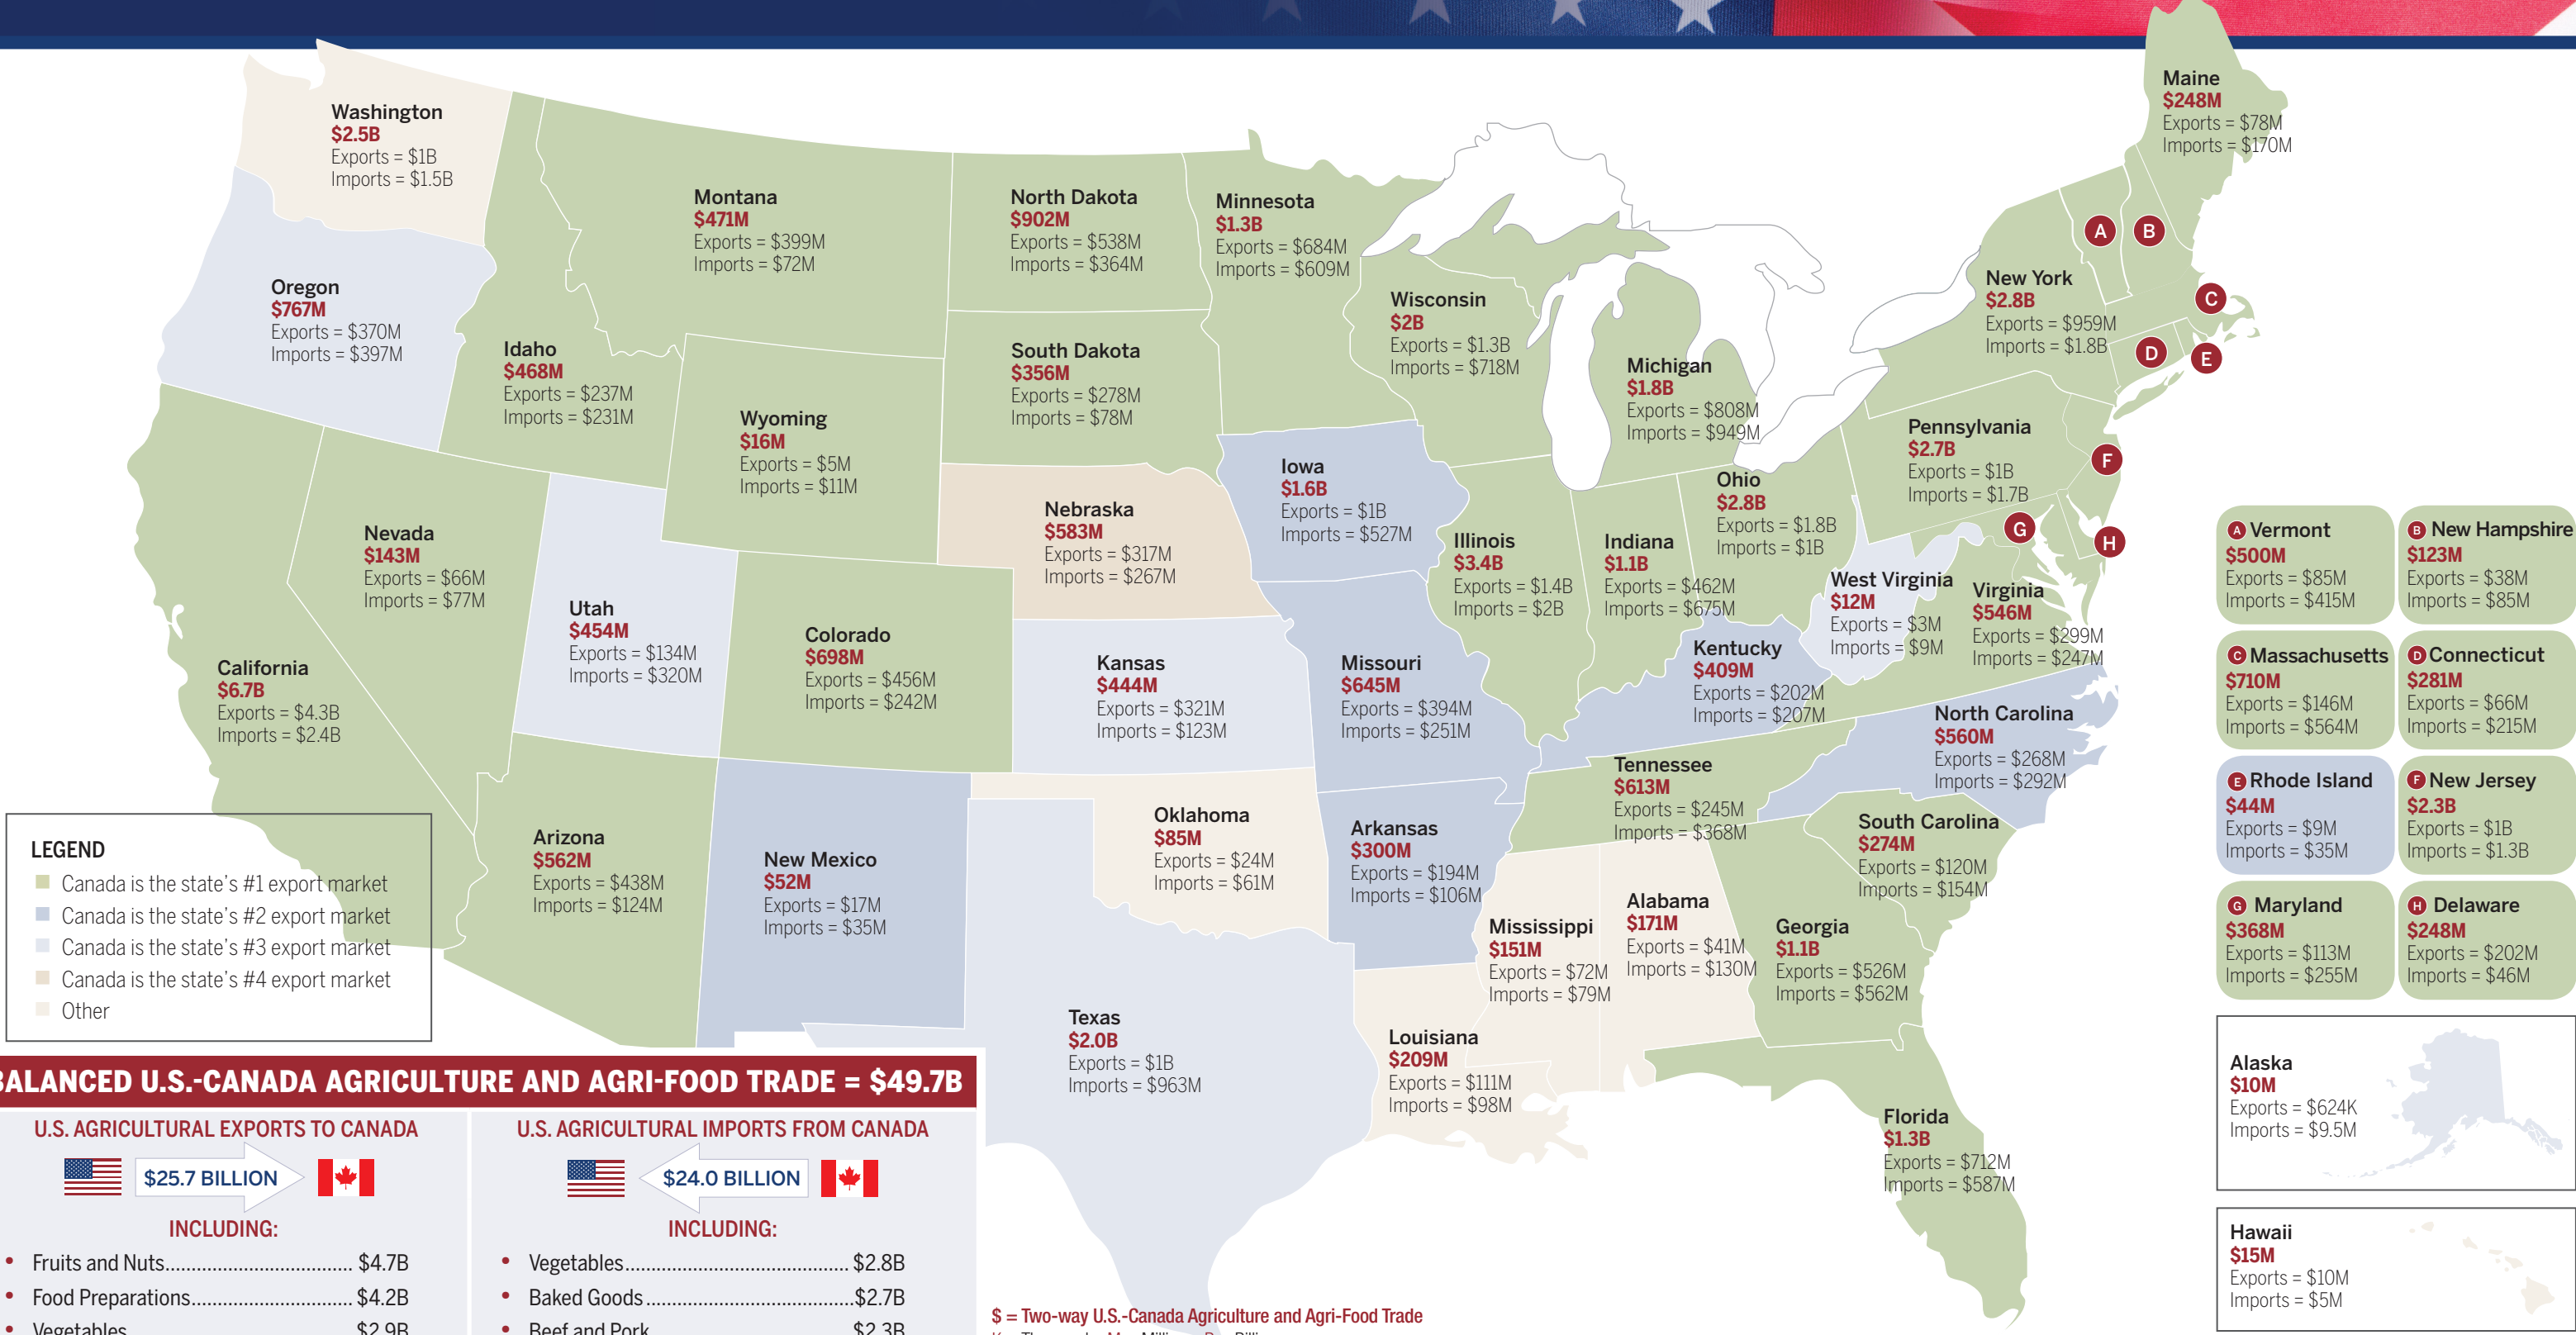 Washington
$2.5B
Exports = $1B
Imports = $1.5B
Oregon
$767M
Exports = $370M
Imports = $397M
California
$6.7B
Exports = $4.3B
Imports = $2.4B
Nevada
$143M
Exports = $66M
Imports = $77M
Idaho
$468M
Exports = $237M
Imports = $231M
Montana
$471M
Exports = $399M
Imports = $72M
Wyoming
$16M
Exports = $5M
Imports = $11M
Utah
$454M
Exports = $134M
Imports = $320M
Colorado
$698M
Exports = $456M
Imports = $242M
Arizona
$562M
Exports = $438M
Imports = $124M
New Mexico
$52M
Exports = $17M
Imports = $35M
North Dakota
$902M
Exports = $538M
Imports = $364M
South Dakota
$356M
Exports = $278M
Imports = $78M
Nebraska
$583M
Exports = $317M
Imports = $267M
Kansas
$444M
Exports = $321M
Imports = $123M
Oklahoma
$85M
Exports = $24M
Imports = $61M
Texas
$2.0B
Exports = $1B
Imports = $963M
Minnesota
$1.3B
Exports = $684M
Imports = $609M
Iowa
$1.6B
Exports = $1B
Imports = $527M
Missouri
$645M
Exports = $394M
Imports = $251M
Arkansas
$300M
Exports = $194M
Imports = $106M
Louisiana
$209M
Exports = $111M
Imports = $98M
Wisconsin
$2B
Exports = $1.3B
Imports = $718M
Illinois
$3.4B
Exports = $1.4B
Imports = $2B
Michigan
$1.8B
Exports = $808M
Imports = $949M
Indiana
$1.1B
Exports = $462M
Imports = $675M
Ohio
$2.8B
Exports = $1.8B
Imports = $1B
Kentucky
$409M
Exports = $202M
Imports = $207M
Tennessee
$613M
Exports = $245M
Imports = $368M
Mississippi
$151M
Exports = $72M
Imports = $79M
Alabama
$171M
Exports = $41M
Imports = $130M
Georgia
$1.1B
Exports = $526M
Imports = $562M
Florida
$1.3B
Exports = $712M
Imports = $587M
South Carolina
$274M
Exports = $120M
Imports = $154M
North Carolina
$560M
Exports = $268M
Imports = $292M
West Virginia
$12M
Exports = $3M
Imports = $9M
Virginia
$546M
Exports = $299M
Imports = $247M
Pennsylvania
$2.7B
Exports = $1B
Imports = $1.7B
New York
$2.8B
Exports = $959M
Imports = $1.8B
Maine
$248M
Exports = $78M
Imports = $170M
A
B
C
D
E
F
G
H
A Vermont
$500M
Exports = $85M
Imports = $415M
B New Hampshire
$123M
Exports = $38M
Imports = $85M
C Massachusetts
$710M
Exports = $146M
Imports = $564M
D Connecticut
$281M
Exports = $66M
Imports = $215M
E Rhode Island
$44M
Exports = $9M
Imports = $35M
F New Jersey
$2.3B
Exports = $1B
Imports = $1.3B
G Maryland
$368M
Exports = $113M
Imports = $255M
H Delaware
$248M
Exports = $202M
Imports = $46M
Alaska
$10M
Exports = $624K
Imports = $9.5M
Hawaii
$15M
Exports = $10M
Imports = $5M
LEGEND
Canada is the state's #1 export market
Canada is the state's #2 export market
Canada is the state's #3 export market
Canada is the state's #4 export market
Other
BALANCED U.S.-CANADA AGRICULTURE AND AGRI-FOOD TRADE = $49.7B
U.S. AGRICULTURAL EXPORTS TO CANADA
$25.7 BILLION
INCLUDING:
• Fruits and Nuts.................................. $4.7B
• Food Preparations............................. $4.2B
• Vegetables $2.9B
U.S. AGRICULTURAL IMPORTS FROM CANADA
$24.0 BILLION
INCLUDING:
• Vegetables........................................ $2.8B
• Baked Goods.....................................$2.7B
• Beef and Pork $2.3B
$ = Two-way U.S.-Canada Agriculture and Agri-Food Trade